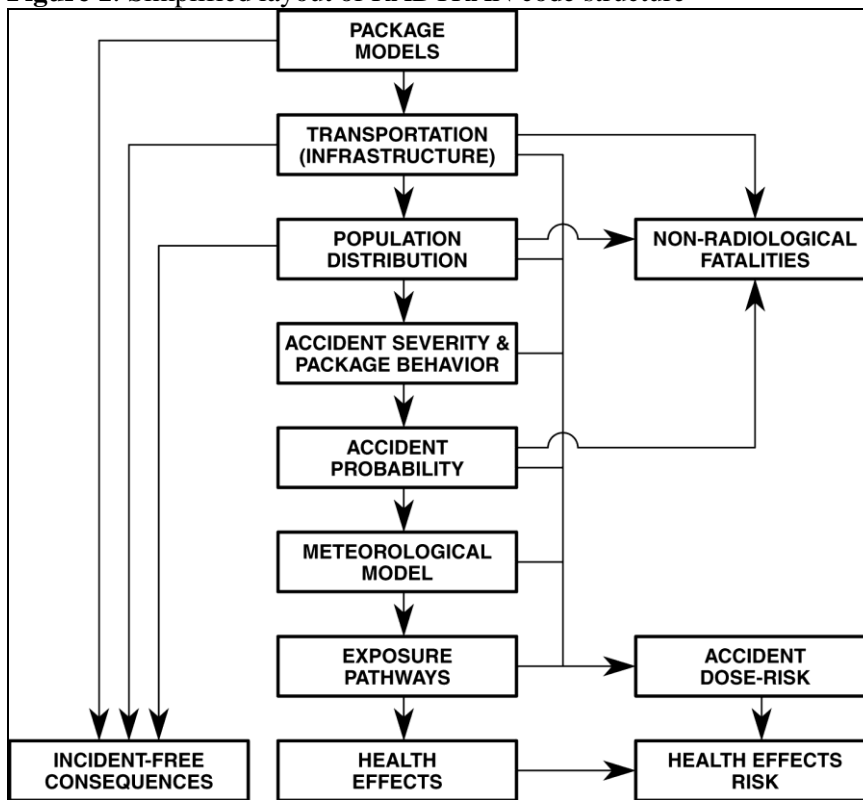 Figure
Simplified layout of RADTRAN code structure
PACKAGE
MODELS
TRANSPORTATION
(INFRASTRUCTURE)
POPULATION
DISTRIBUTION
NON-RADIOLOGICAL
FATALITIES
ACCIDENT SEVERITY &
PACKAGE BEHAVIOR
ACCIDENT
PROBABILITY
METEOROLOGICAL
MODEL
EXPOSURE
PATHWAYS
ACCIDENT
DOSE-RISK
INCIDENT-FREE
CONSEQUENCES
HEALTH
EFFECTS
HEALTH EFFECTS
RISK